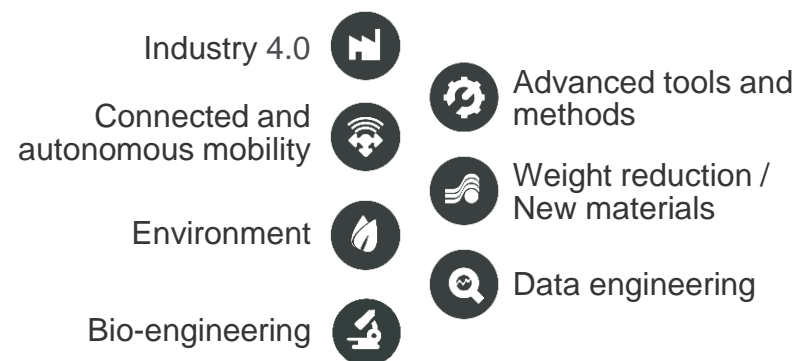 Industry 4.0
Connected and
autonomous mobility
Environment
Bio-engineering
Advanced tools and
methods
Weight reduction /
New materials
Data engineering